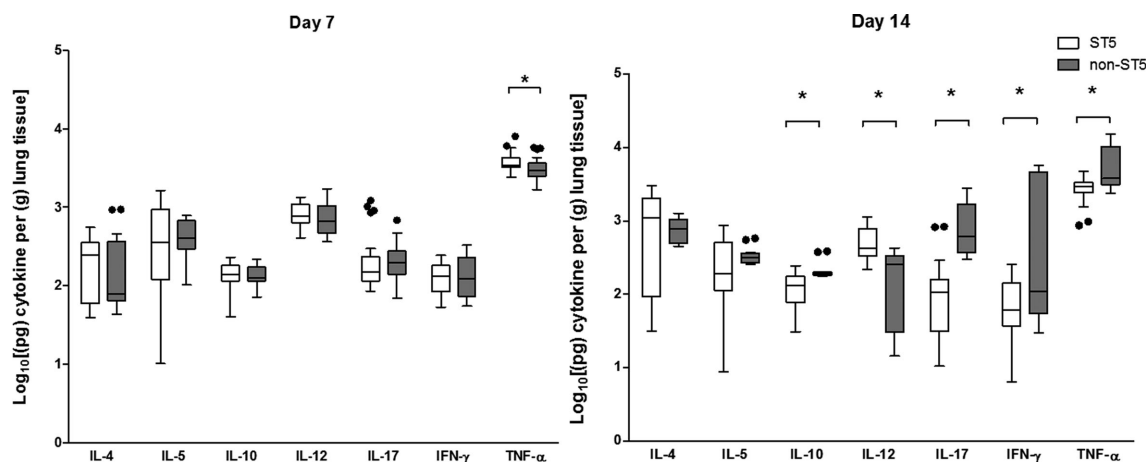 Day 7
Log10[(pg) cytokine per (g) lung tissue]
5
4
3
2
1
0
*
IL-4 IL-5 IL-10 IL-12 IL-17 IFN-γ TNF-α
Day 14
ST5
non-ST5
Log10[(pg) cytokine per (g) lung tissue]
5
4
3
2
1
0
* * * * *
IL-4 IL-5 IL-10 IL-12 IL-17 IFN-γ TNF-α